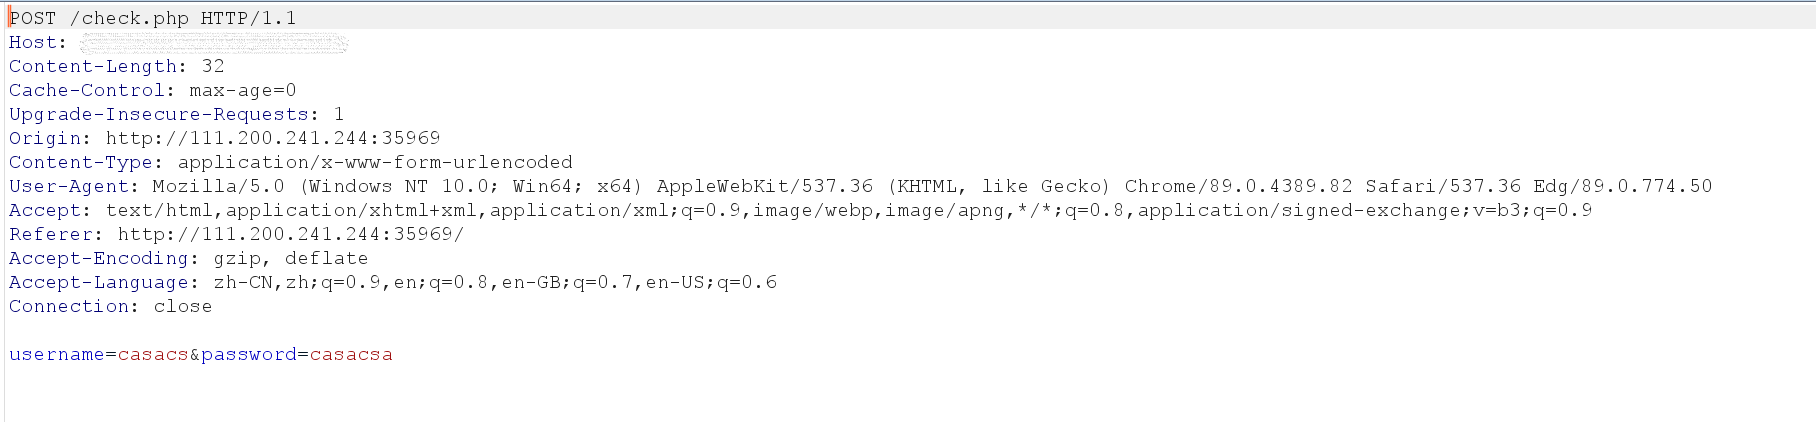 POST /check.php HTTP/1.1
Host:
Content-Length: 32
Cache-Control: max-age=0
Upgrade-Insecure-Requests: 1
Origin: http://111.200.241.244:35969
Content-Type: application/x-www-form-urlencoded
User-Agent: Mozilla/5.0 (Windows NT 10.0; Win64; x64) AppleWebKit/537.36 (KHTML, like Gecko) Chrome/89.0.4389.82 Safari/537.36 Edg/89.0.774.50
Accept: text/html,application/xhtml+xml,application/xml;q=0.9,image/webp,image/apng,*/*;q=0.8,application/signed-exchange;v=b3;q=0.9
Referer: http://111.200.241.244:35969/
Accept-Encoding: gzip, deflate
Accept-Language: zh-CN,zh;q=0.9,en;q=0.8,en-GB;q=0.7,en-US;q=0.6
Connection: close
username=casacs&password=casacsa